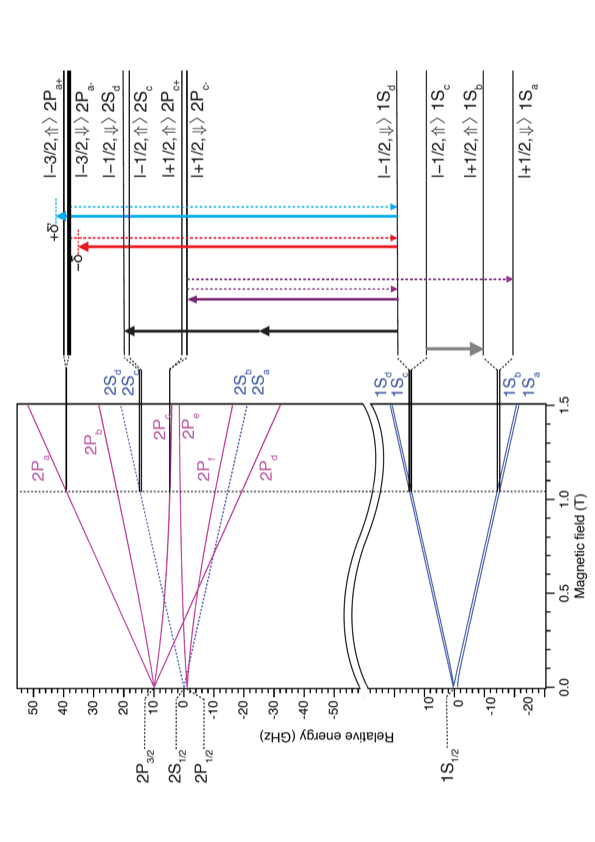 50
40
30
20
10
0
-10
-20
-30
-40
-50
10
0
-10
-20
Relative energy (GHz)
2P3/2
2S1/2
2P1/2
1S1/2
0.0
0.5
1.0
1.5
Magnetic field (T)
2Pa
2Pb
2Pc
2Pe
2Pf
2Pd
2Sd
2Sc
2Sb
2Sa
1Sd
1Sc
1Sb
1Sa
+δ
−δ
|−3/2,⇑〉 2Pa+
|−3/2,⇓〉 2Pa-
|−1/2,⇓〉 2Sd
|−1/2,⇑〉 2Sc
|+1/2,⇑〉 2Pc+
|+1/2,⇓〉 2Pc-
|−1/2,⇓〉 1Sd
|−1/2,⇑〉 1Sc
|+1/2,⇑〉 1Sb
|+1/2,⇓〉 1Sa